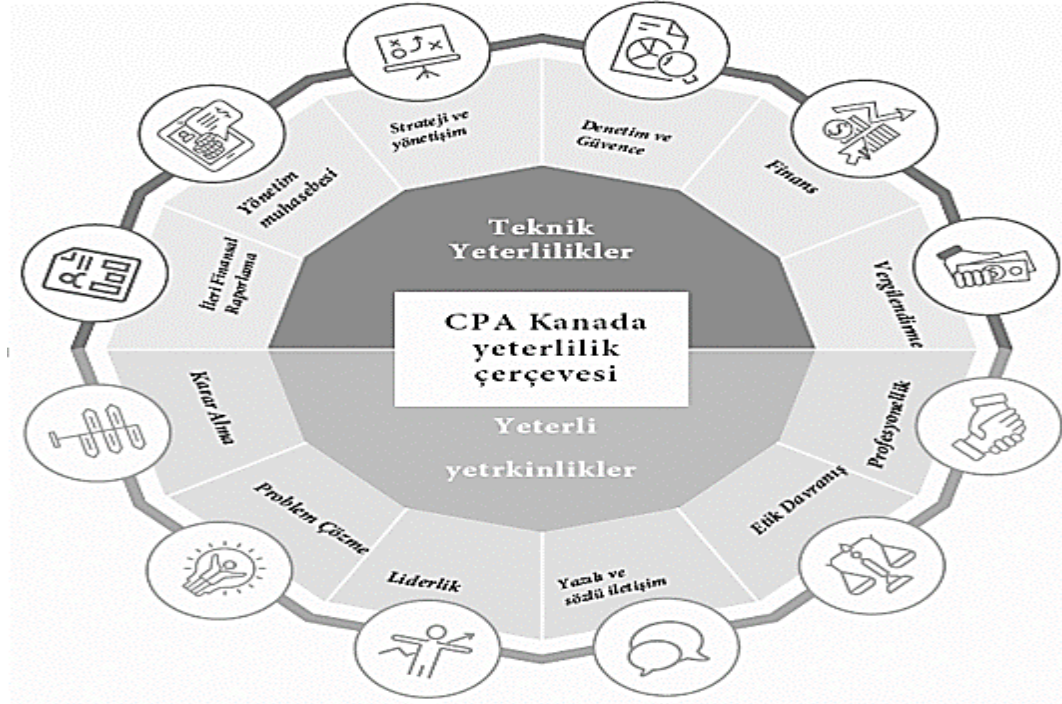 Strateji ve
yönetişim
Denetim ve
Güvence
Yönetim
muhasebesi
Finans
İleri Finansal
Raporlama
Vergilendirme
Teknik
Yeterlilikler
CPA Kanada
yeterlilik
çerçevesi
Yeterli
yetrkinlikler
Karar Alma
Profesyonellik
Problem Çözme
Etik Davranış
Liderlik
Yazılı ve
sözlü iletişim